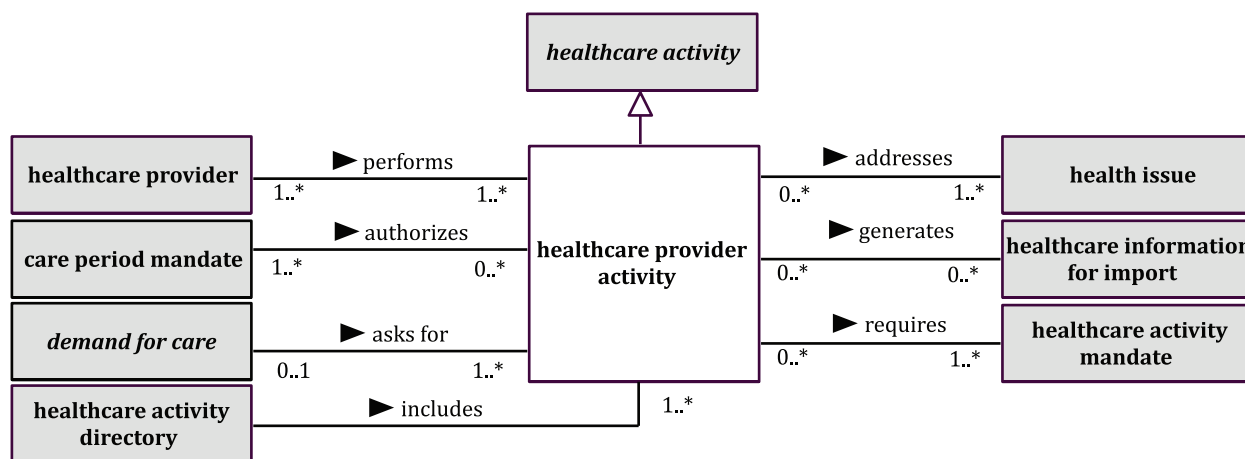 healthcare activity
healthcare provider
performs
1..*
1..*
care period mandate
authorizes
1..*
0..*
demand for care
asks for
0..1
1..*
healthcare activity
directory
includes
1..*
healthcare provider
activity
addresses
0..*
1..*
health issue
generates
0..*
0..*
healthcare information
for import
requires
0..*
1..*
healthcare activity
mandate